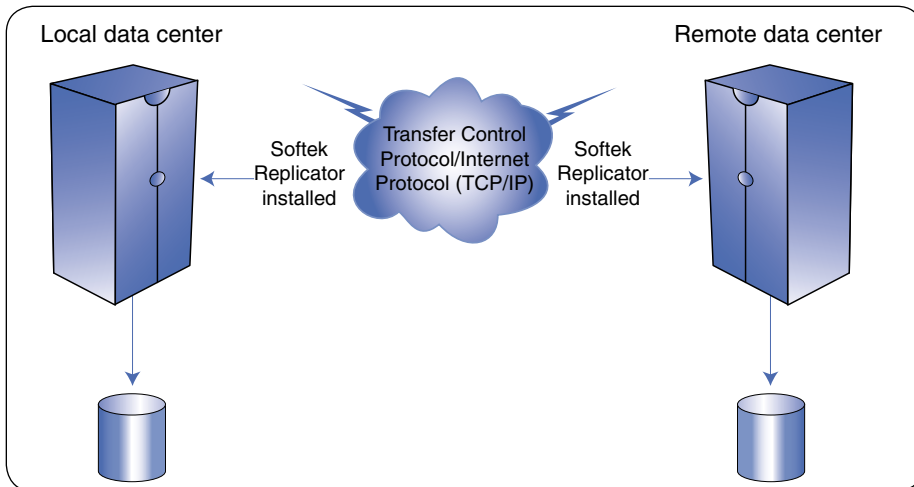 Local data center
Remote data center
Transfer Control
Protocol/Internet
Protocol (TCP/IP)
Softek
Replicator
installed
Softek
Replicator
installed